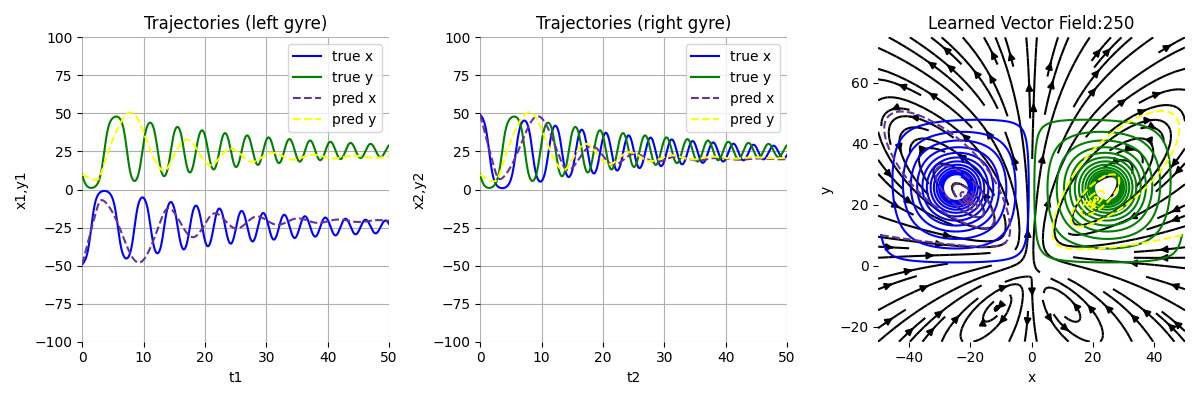 Trajectories (left gyre)
100
75
50
25
0
−25
−50
−75
−100
0 10 20 30 40 50
x1,y1
t1
true x
true y
pred x
pred y
Trajectories (right gyre)
100
75
50
25
0
−25
−50
−75
−100
0 10 20 30 40 50
x2,y2
t2
true x
true y
pred x
pred y
Learned Vector Field:250
60
40
20
0
−20
−40 −20 0 20 40
y
x